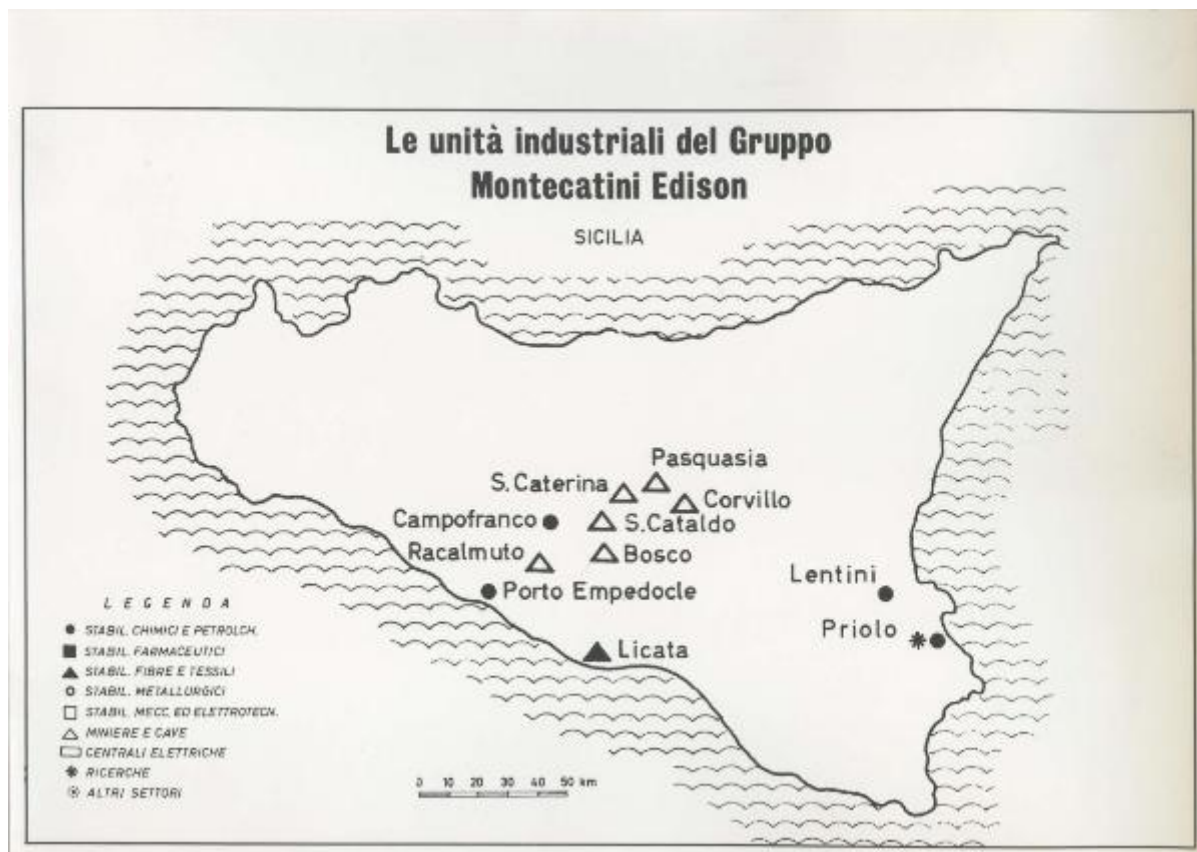 Le unità industriali del Gruppo
Montecatini Edison
SICILIA
Pasquasia
S. Caterina
Corvillo
Campofranco
S. Cataldo
Racalmuto
Bosco
Porto Empedocle
Lentini
Priolo
Licata
LEGENDA
STABIL. CHIMICI E PETROLCH.
STABIL. FARMACEUTICI
STABIL. FIBRE E TESSILI
STABIL. METALLURGICI
STABIL. MECC. ED ELETTROTECN.
MINIERE E CAVE
CENTRALI ELETTRICHE
RICERCHE
ALTRI SETTORI
0 10 20 30 40 50 km